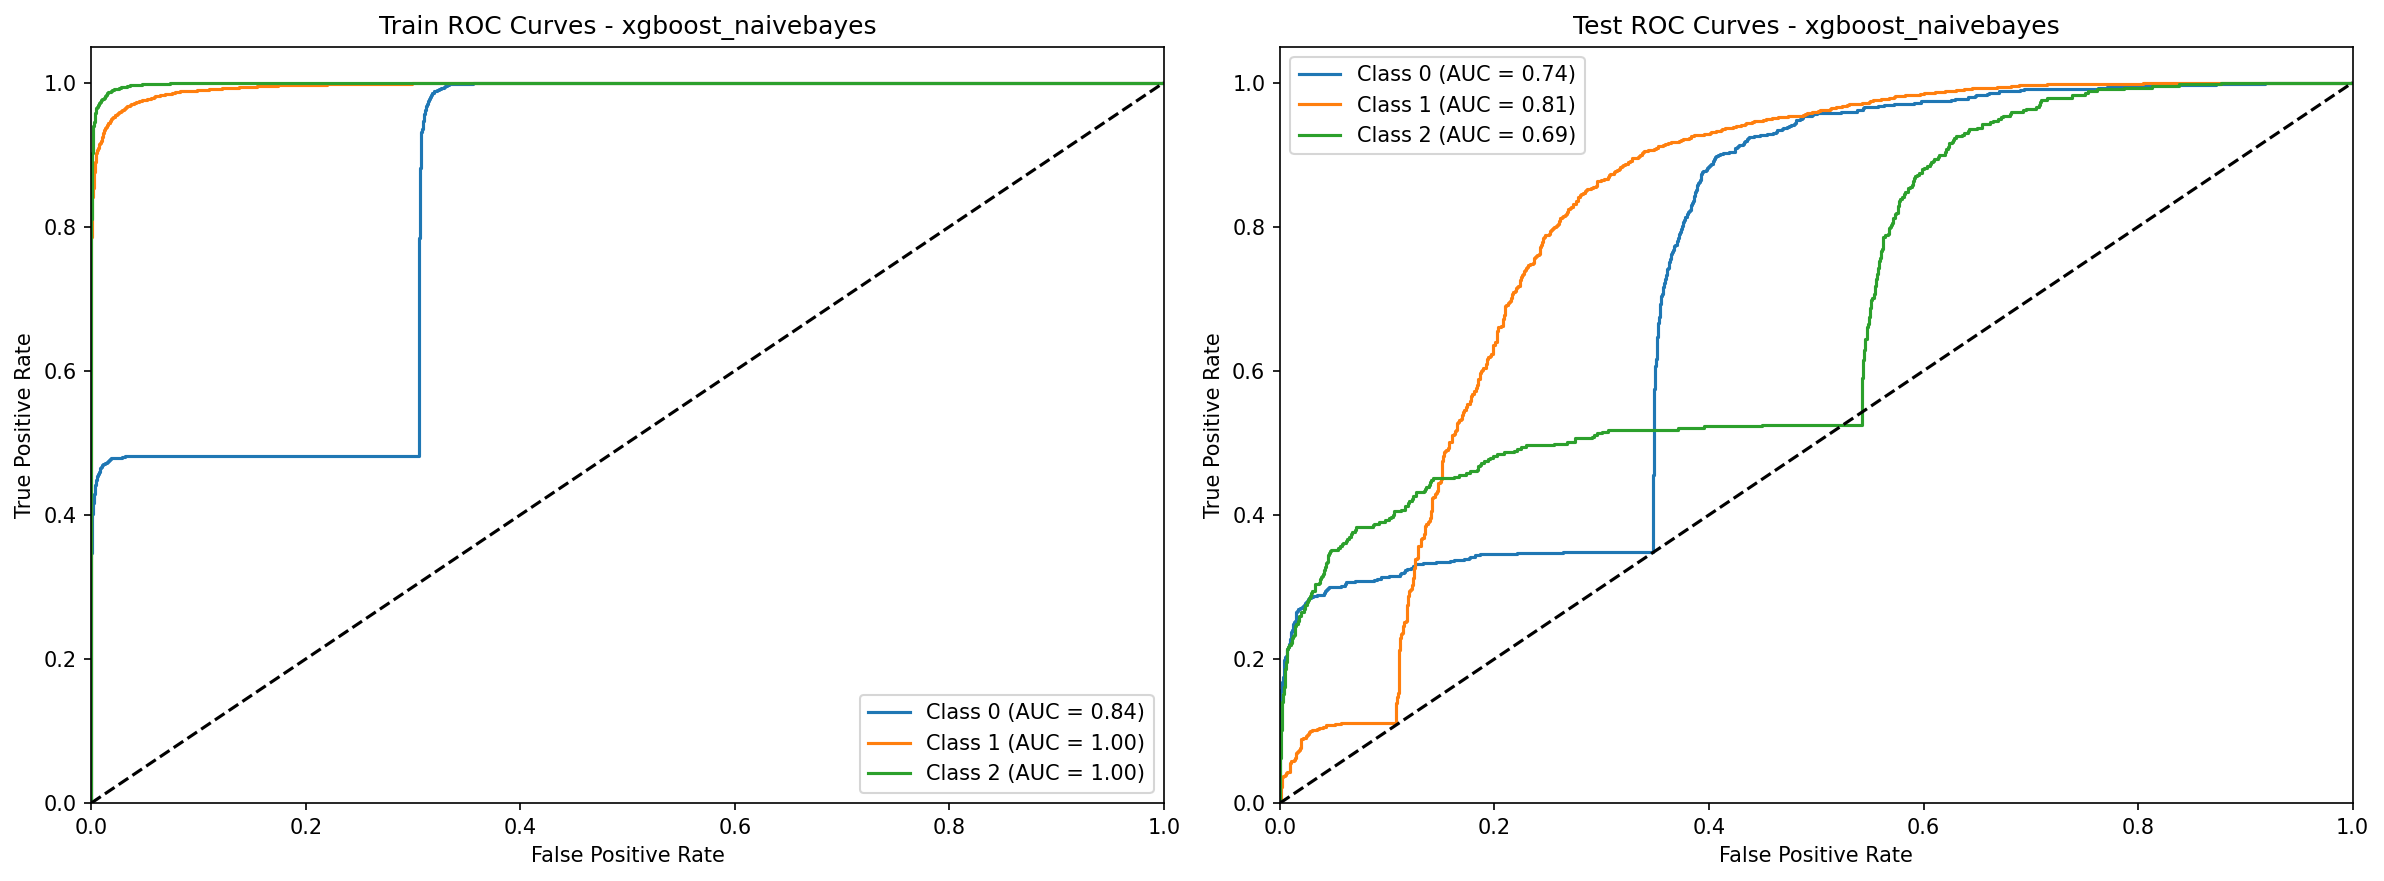 Train ROC Curves - xgboost_naivebayes
True Positive Rate
1.0
0.8
0.6
0.4
0.2
0.0
Class 0 (AUC = 0.84)
Class 1 (AUC = 1.00)
Class 2 (AUC = 1.00)
0.0 0.2 0.4 0.6 0.8 1.0
False Positive Rate
Test ROC Curves - xgboost_naivebayes
Class 0 (AUC = 0.74)
Class 1 (AUC = 0.81)
Class 2 (AUC = 0.69)
True Positive Rate
1.0
0.8
0.6
0.4
0.2
0.0
0.0 0.2 0.4 0.6 0.8 1.0
False Positive Rate